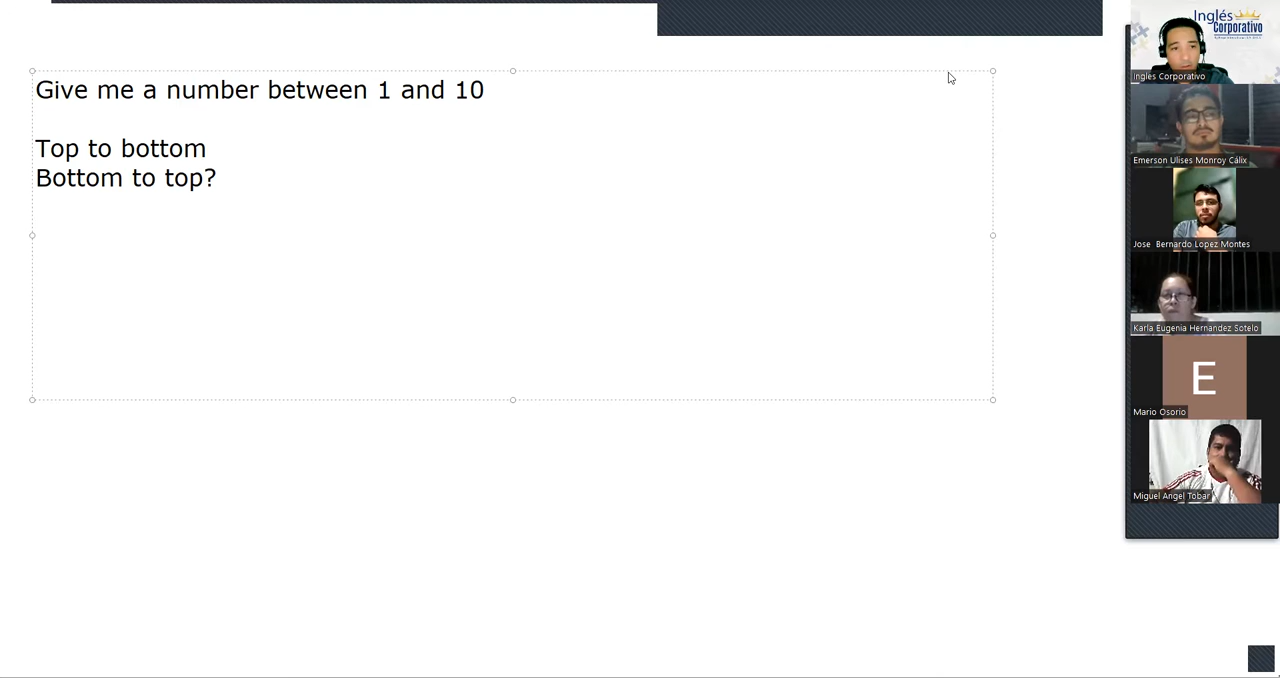 Give me a number between 1 and 10
Top to bottom
Bottom to top?
Inglés
Corporativo
Ingles Corporativo
Emerson Ulises Monroy Cálix
Jose Bernardo Lopez Montes
Karla Eugenia Hernandez Sotelo
E
Mario Osorio
Miguel Angel Tobar